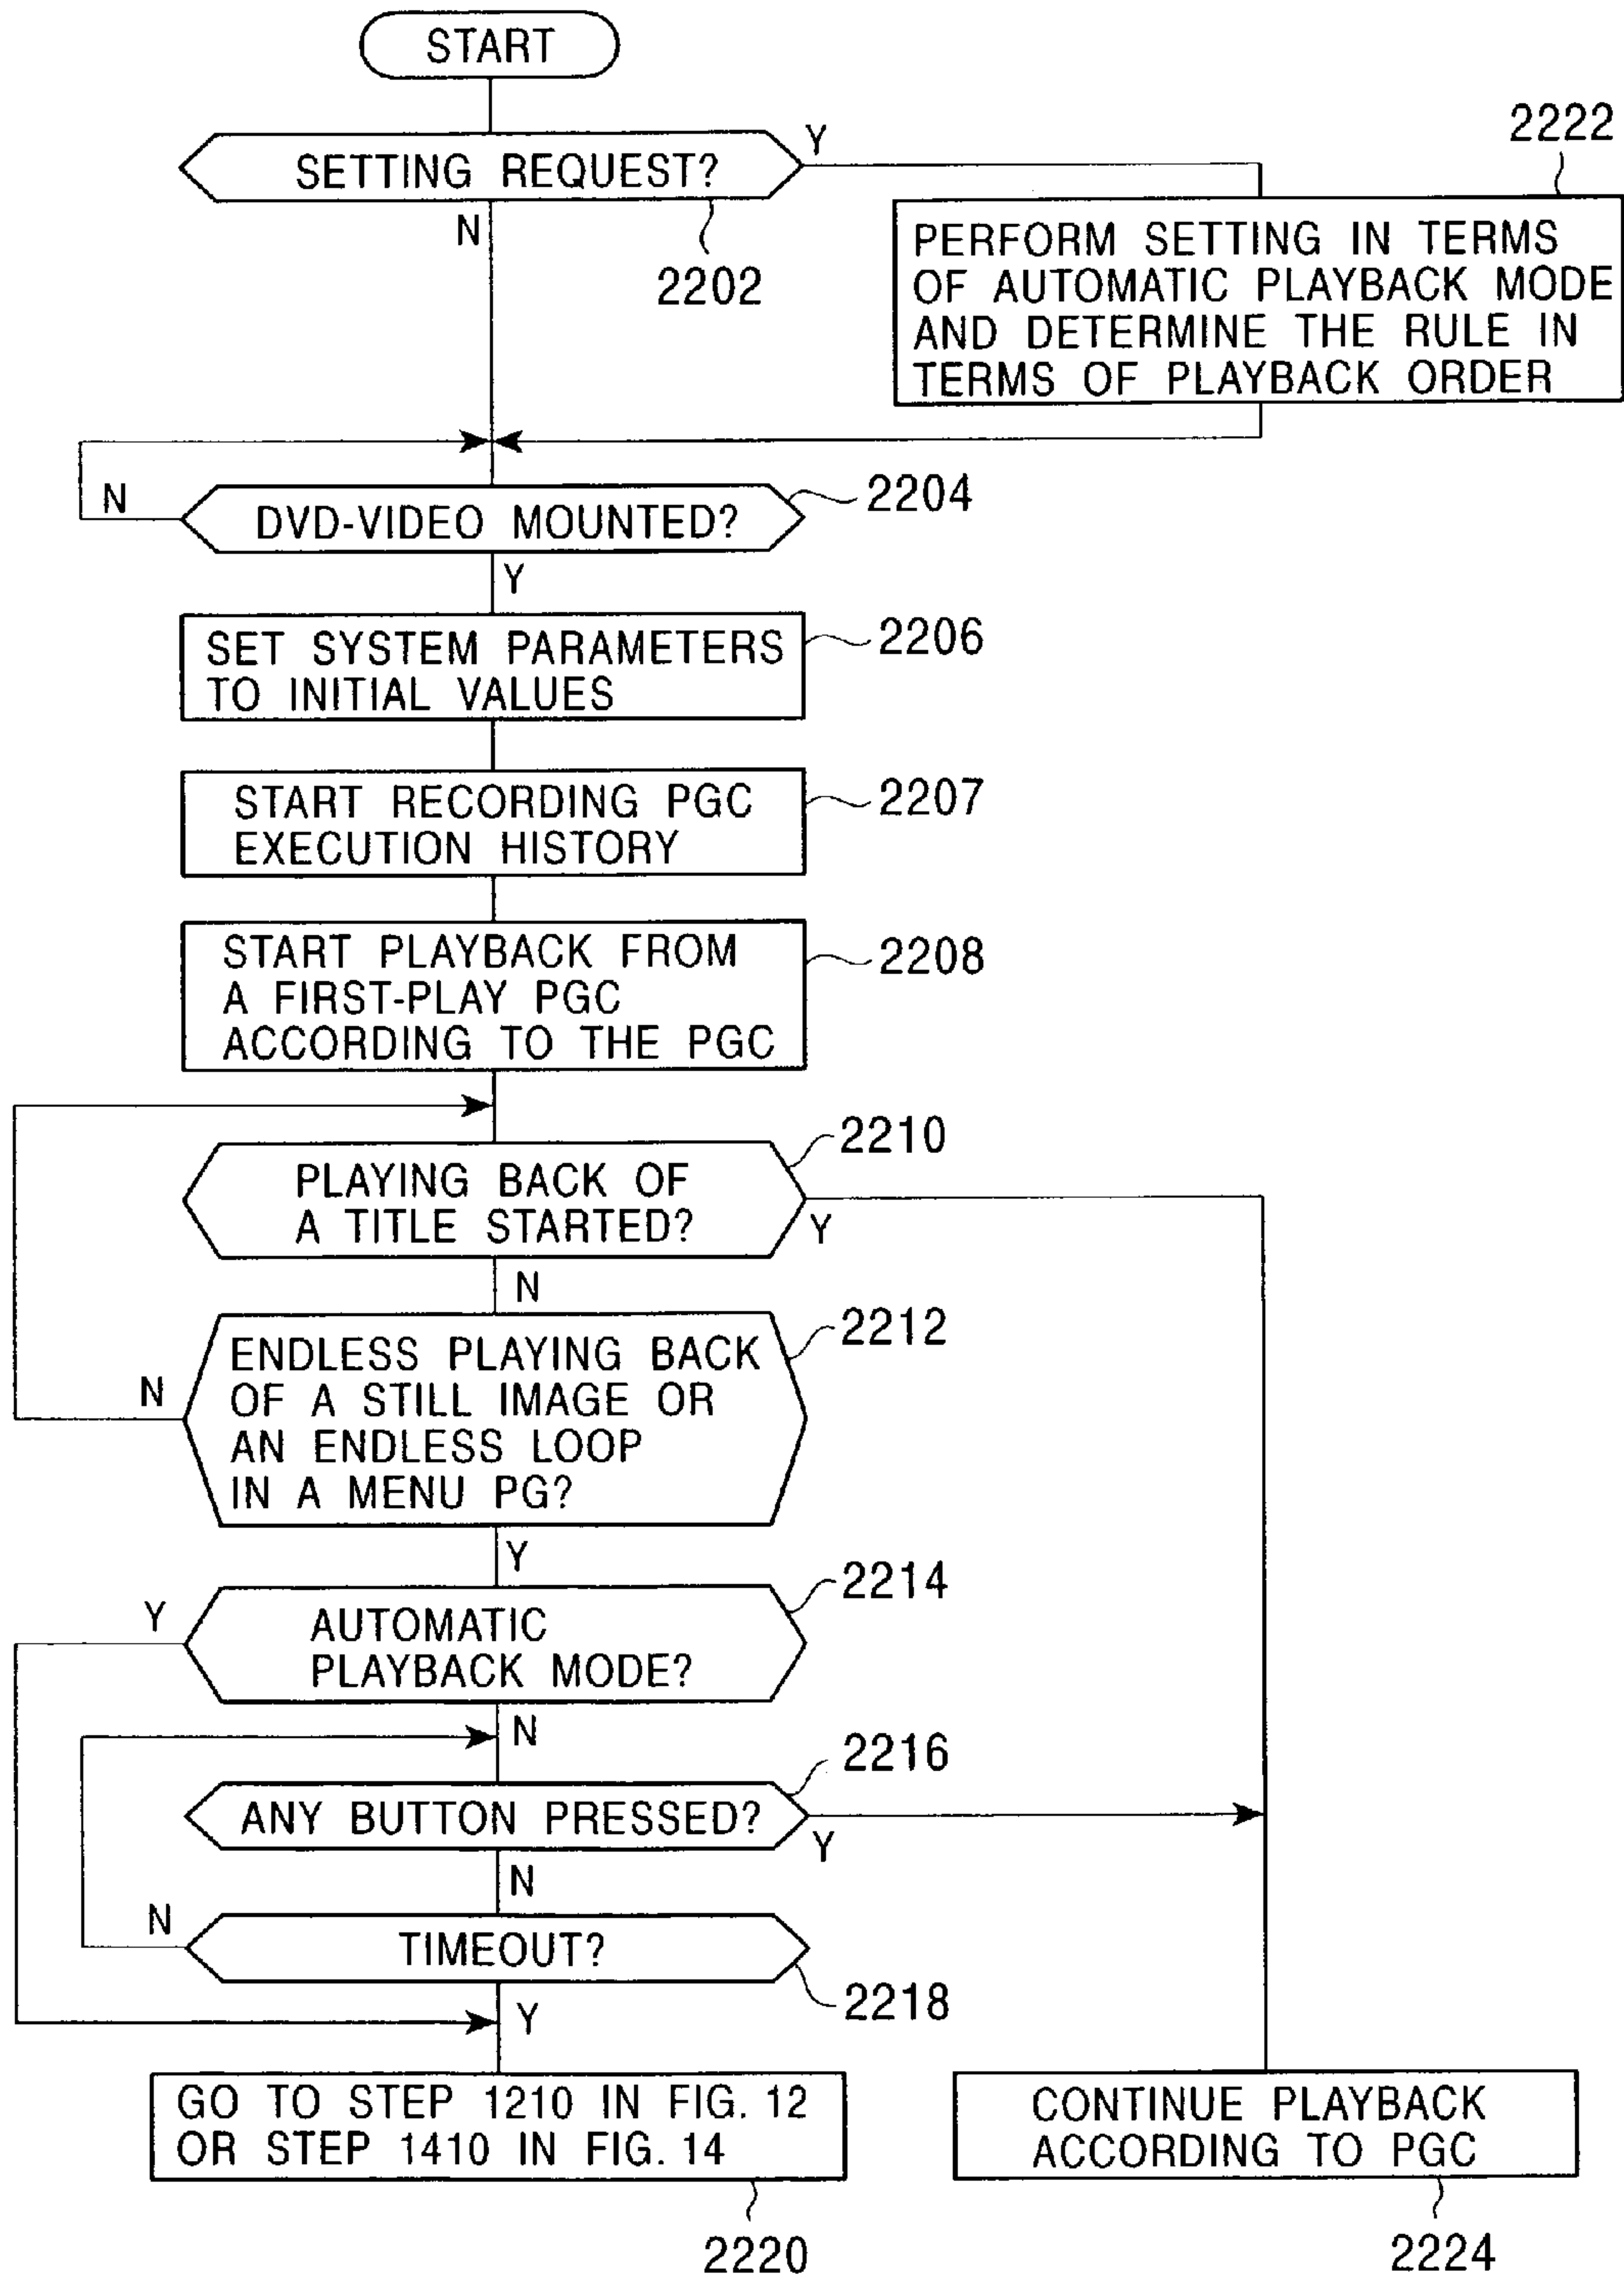 START
SETTING REQUEST?
Y
N
2202
2222
PERFORM SETTING IN TERMS
OF AUTOMATIC PLAYBACK MODE
AND DETERMINE THE RULE IN
TERMS OF PLAYBACK ORDER
N
DVD-VIDEO MOUNTED?
2204
Y
SET SYSTEM PARAMETERS
TO INITIAL VALUES
2206
START RECORDING PGC
EXECUTION HISTORY
2207
START PLAYBACK FROM
A FIRST-PLAY PGC
ACCORDING TO THE PGC
2208
2210
PLAYING BACK OF
A TITLE STARTED?
Y
N
2212
ENDLESS PLAYING BACK
OF A STILL IMAGE OR
AN ENDLESS LOOP
IN A MENU PG?
N
Y
2214
Y
AUTOMATIC
PLAYBACK MODE?
N
2216
ANY BUTTON PRESSED?
Y
N
N
TIMEOUT?
2218
Y
GO TO STEP 1210 IN FIG. 12
OR STEP 1410 IN FIG. 14
2220
CONTINUE PLAYBACK
ACCORDING TO PGC
2224